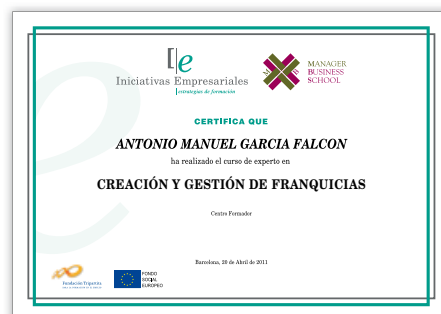 [e
Iniciativas Empresariales
estrategias de formación
M B
MANAGER
BUSINESS
SCHOOL
CERTIFICA QUE
ANTONIO MANUEL GARCIA FALCON
ha realizado el curso de experto en
CREACIÓN Y GESTIÓN DE FRANQUICIAS
Centro Formador
Barcelona, 20 de Abril de 2011
Fundación Tripartita
FONDO
SOCIAL
EUROPEO